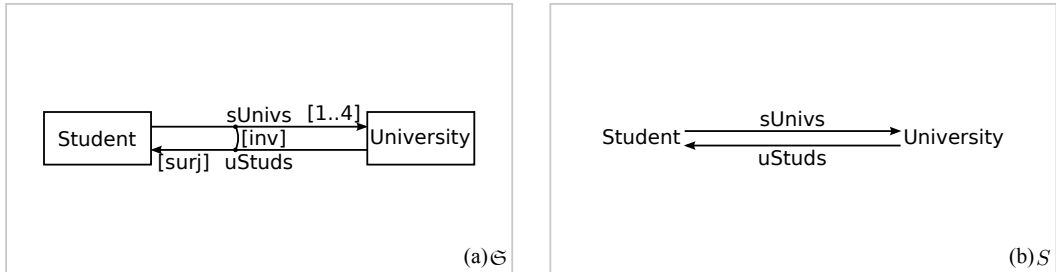 sUnivs [1..4]
Student [inv] University
[surj] uStuds
(a) 𝔖
sUnivs
Student University
uStuds
(b) S